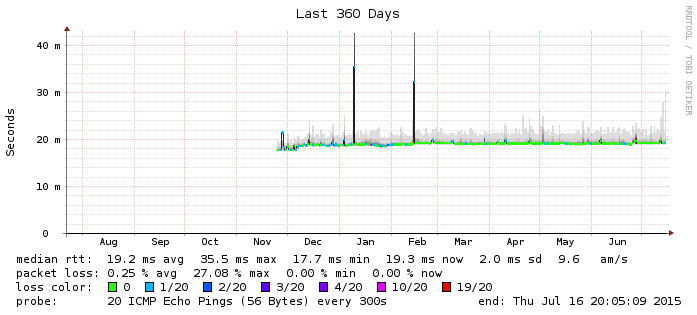 Last 360 Days
RRDTOOL / TOBI OETIKER
Seconds
40 m
30 m
20 m
10 m
0
Aug Sep Oct Nov Dec Jan Feb Mar Apr May Jun
median rtt: 19.2 ms avg 35.5 ms max 17.7 ms min 19.3 ms now 2.0 ms sd 9.6 am/s
packet loss: 0.25 % avg 27.08 % max 0.00 % min 0.00 % now
loss color: 0 1/20 2/20 3/20 4/20 10/20 19/20
probe: 20 ICMP Echo Pings (56 Bytes) every 300s end: Thu Jul 16 20:05:09 2015